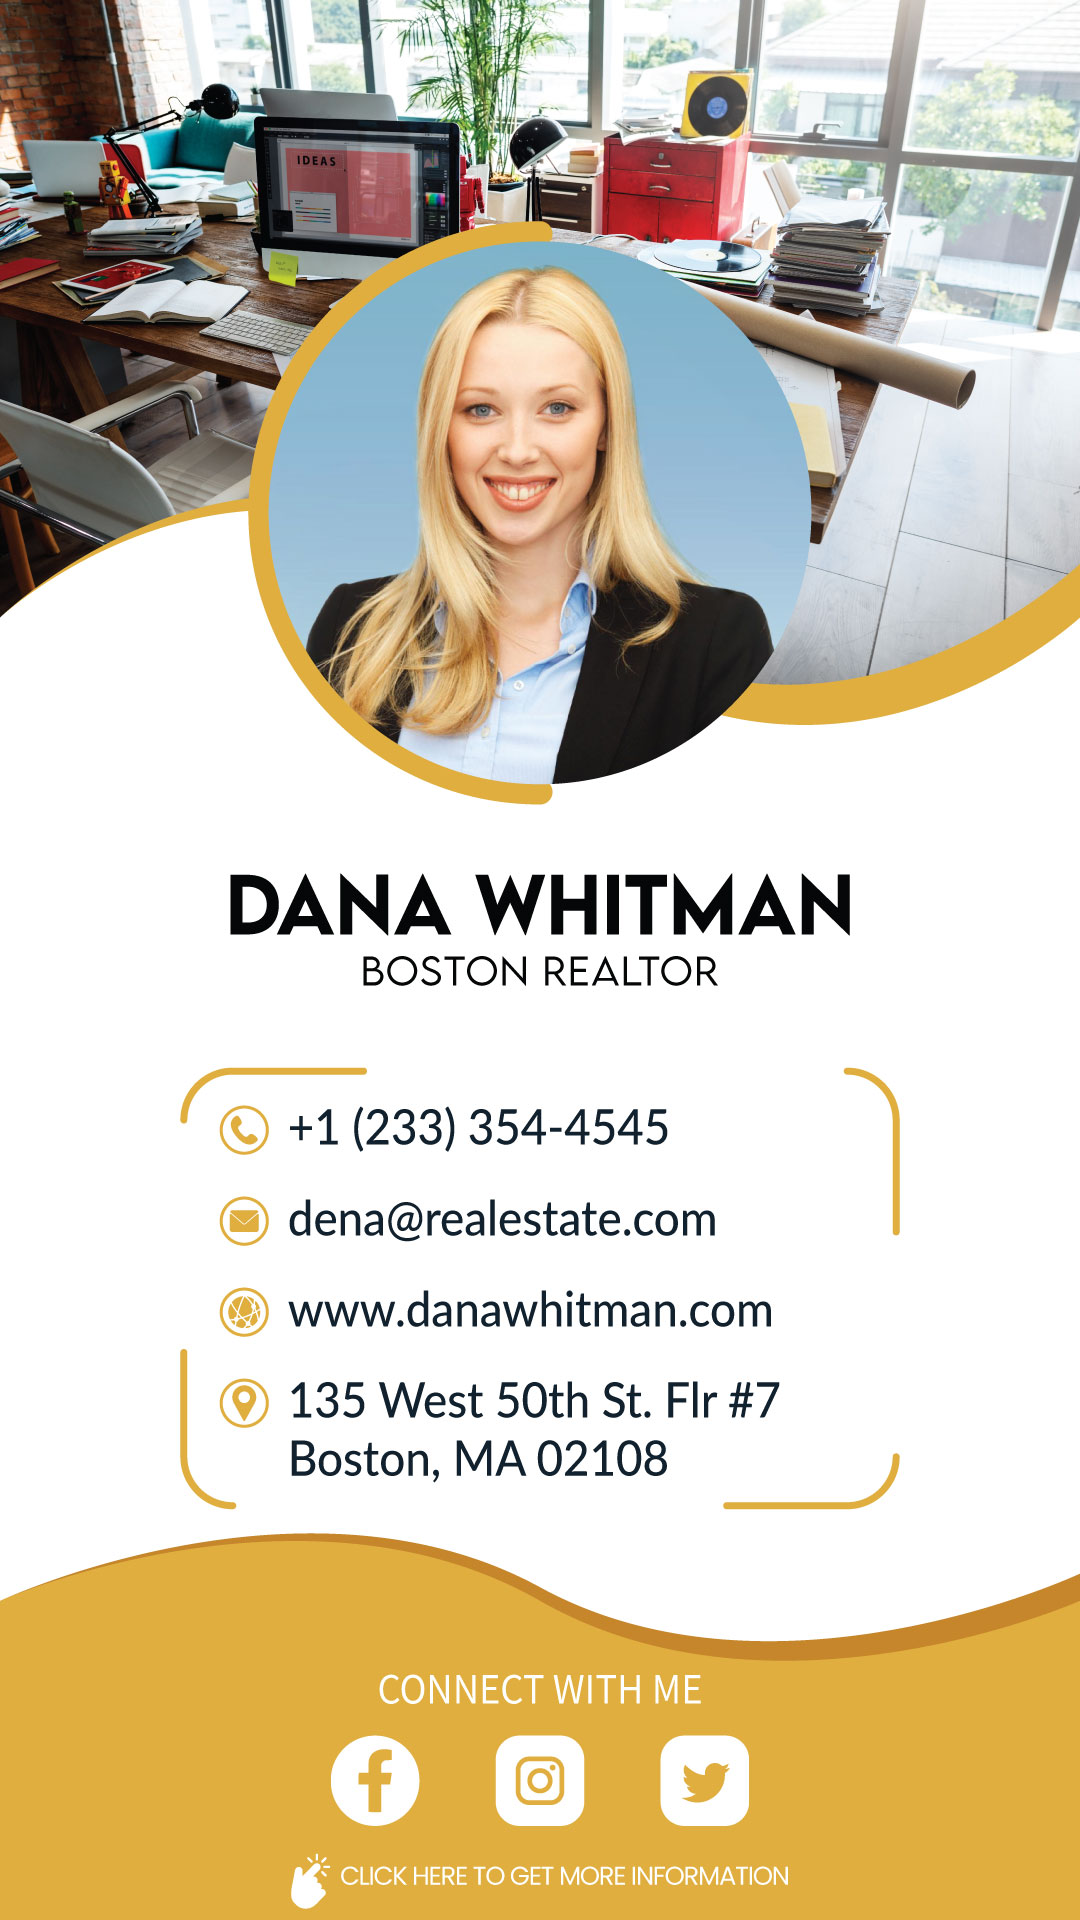 IDEAS
DANA WHITMAN
BOSTON REALTOR
+1 (233) 354-4545
dena@realestate.com
www.danawhitman.com
135 West 50th St. Flr #7
Boston, MA 02108
CONNECT WITH ME
CLICK HERE TO GET MORE INFORMATION